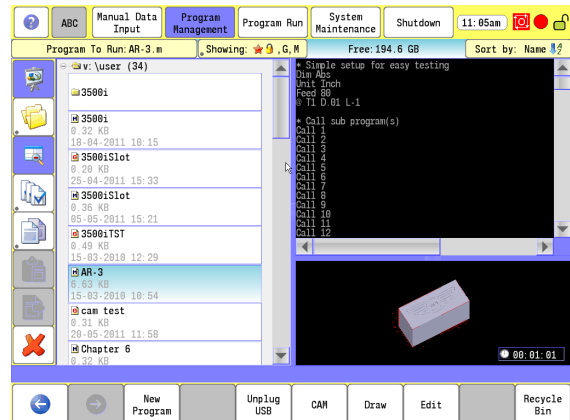 ABC
Manual Data
Input
Program
Management
Program Run
System
Maintenance
Shutdown
11:05am
Program To Run: AR-3.m
Showing: , G, M
Free: 194.6 GB
Sort by: Name
v: \user (34)
3500i
3500i
0.32 KB
18-04-2011 10:15
3500iSlot
0.20 KB
25-04-2011 15:33
3500iSlot
0.36 KB
05-05-2011 15:21
3500iTST
0.49 KB
15-03-2010 12:29
AR-3
6.63 KB
15-03-2010 10:54
cam test
0.31 KB
20-05-2011 11:58
Chapter 6
0.32 KB
* Simple setup for easy testing
Dim Abs
Unit Inch
Feed 80
@ T1 D.01 L-1
* Call sub program(s)
Call 1
Call 2
Call 3
Call 4
Call 5
Call 6
Call 7
Call 8
Call 9
Call 10
Call 11
Call 12
00:01:01
New
Program
Unplug
USB
CAM
Draw
Edit
Recycle
Bin